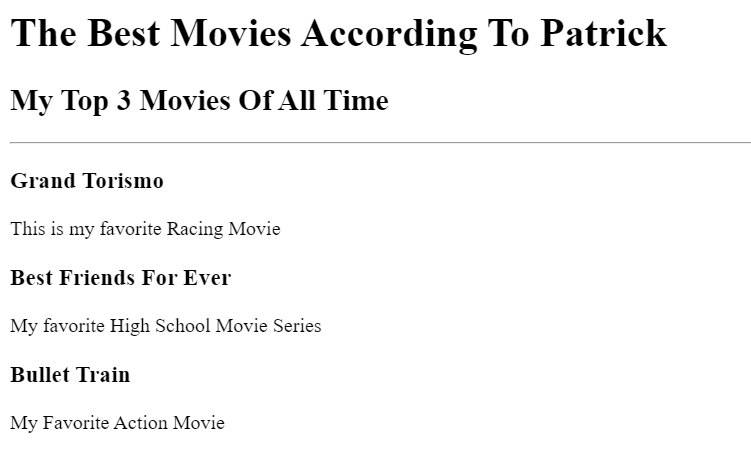 The Best Movies According To Patrick
My Top 3 Movies Of All Time
Grand Torismo
This is my favorite Racing Movie
Best Friends For Ever
My favorite High School Movie Series
Bullet Train
My Favorite Action Movie